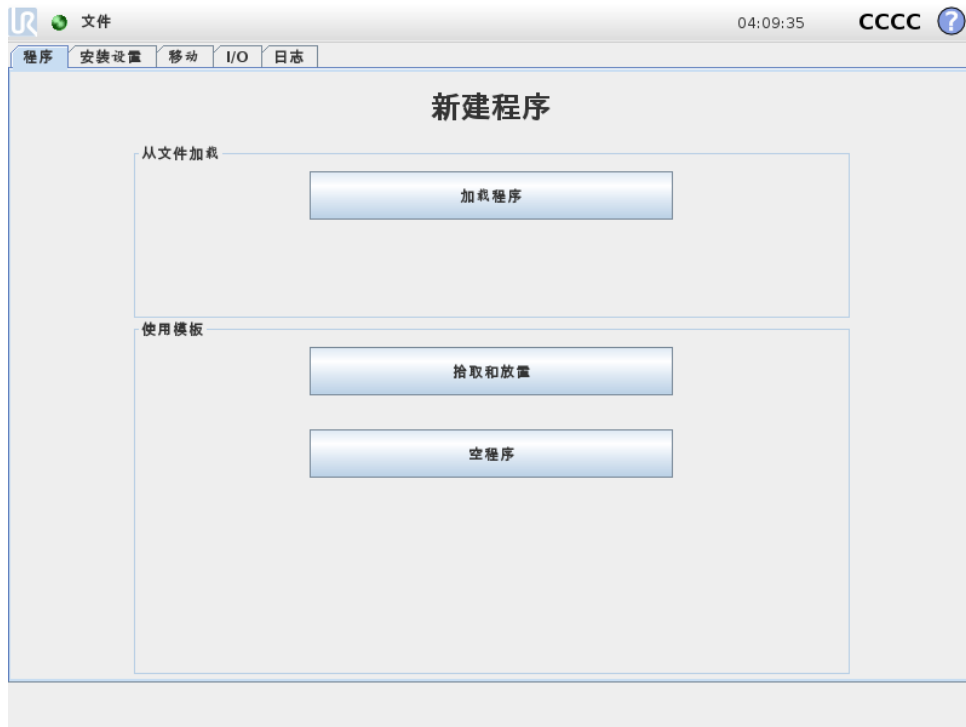 UR 文件 04:09:35 CCCC ?
程序 安装设置 移动 I/O 日志
新建程序
从文件加载
加载程序
使用模板
拾取和放置
空程序